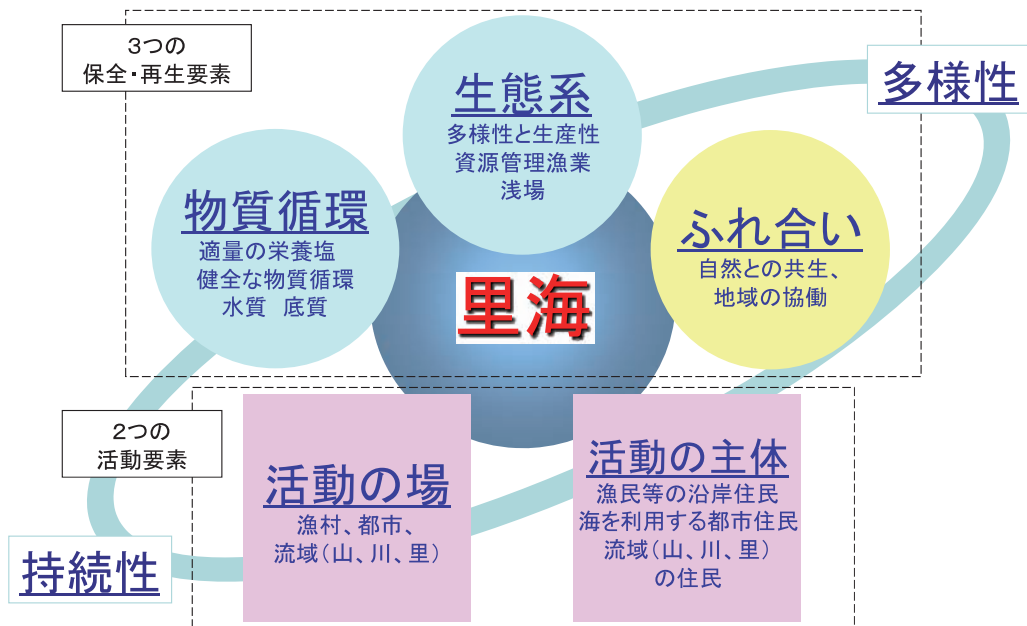 3つの
保全・再生要素
生態系
多様性と生産性
資源管理漁業
浅場
多様性
物質循環
適量の栄養塩
健全な物質循環
水質 底質
ふれ合い
自然との共生、
地域の協働
里海
2つの
活動要素
活動の場
漁村、都市、
流域(山、川、里)
活動の主体
漁民等の沿岸住民
海を利用する都市住民
流域(山、川、里)
の住民
持続性